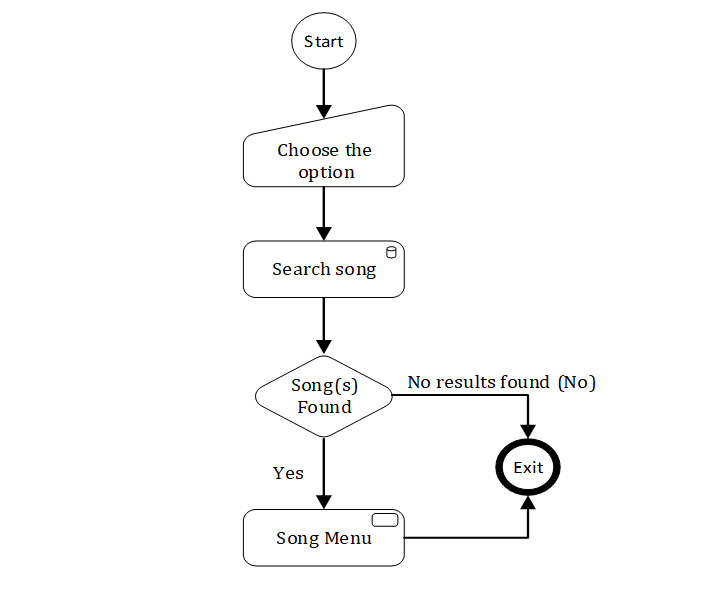 Start
Choose the
option
Search song
Song(s)
Found
No results found (No)
Yes
Exit
Song Menu